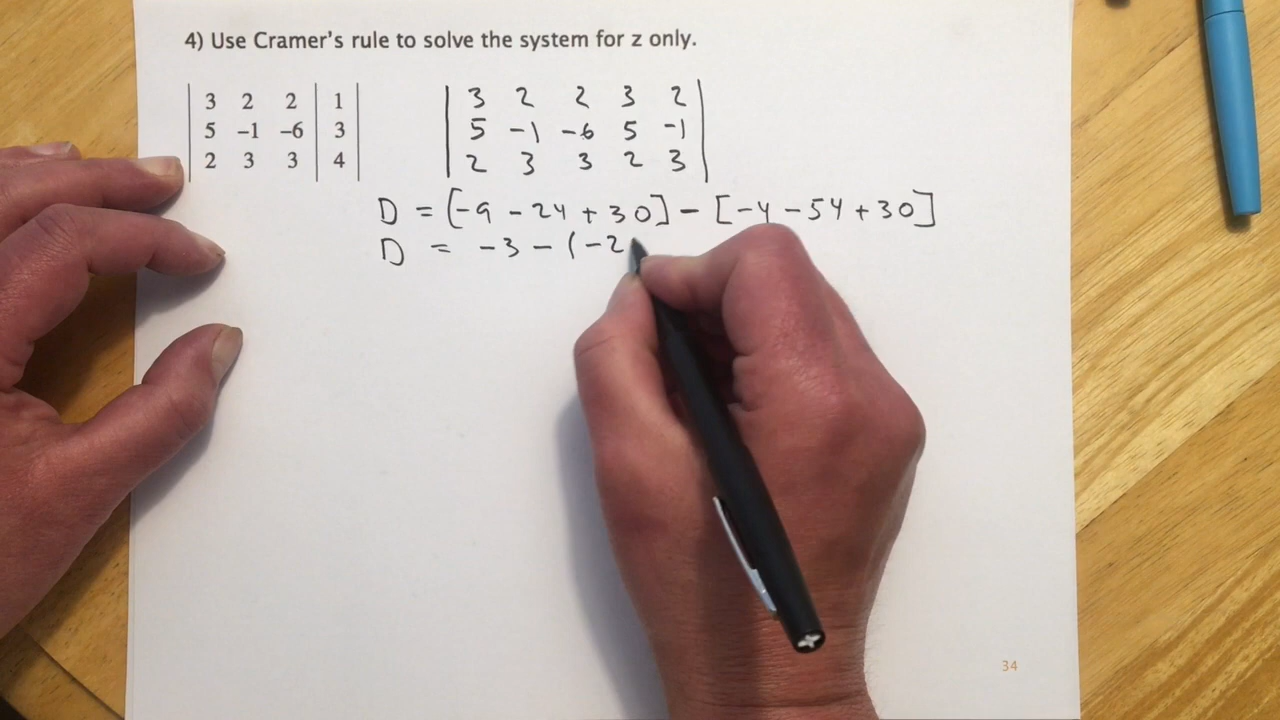 4) Use Cramer's rule to solve the system for z only.
3 2 2 1
5 -1 -6 3
2 3 3 4
3 2 2 3 2
5 -1 -6 5 -1
2 3 3 2 3
D = [-9 - 24 + 30] - [-4 - 54 + 30]
D = -3 - (-2
34